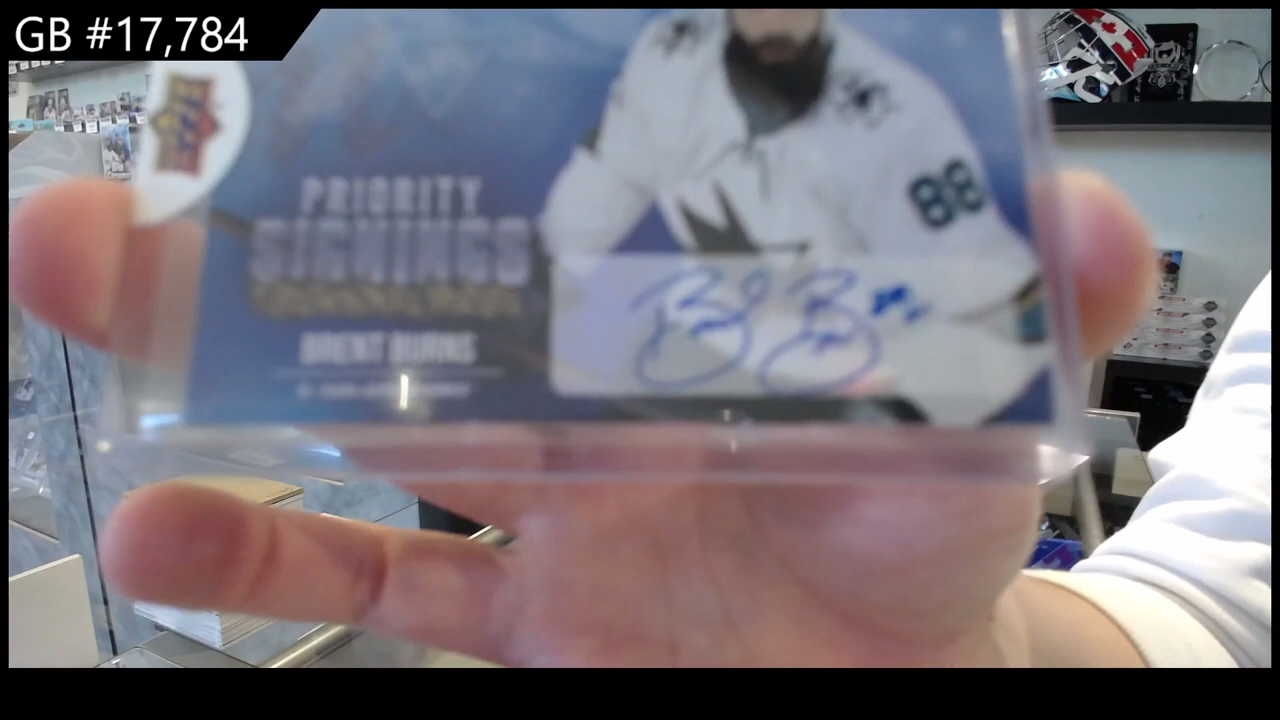 GB #17,784
PRIORITY
SIGNINGS
BRENT BURNS
88